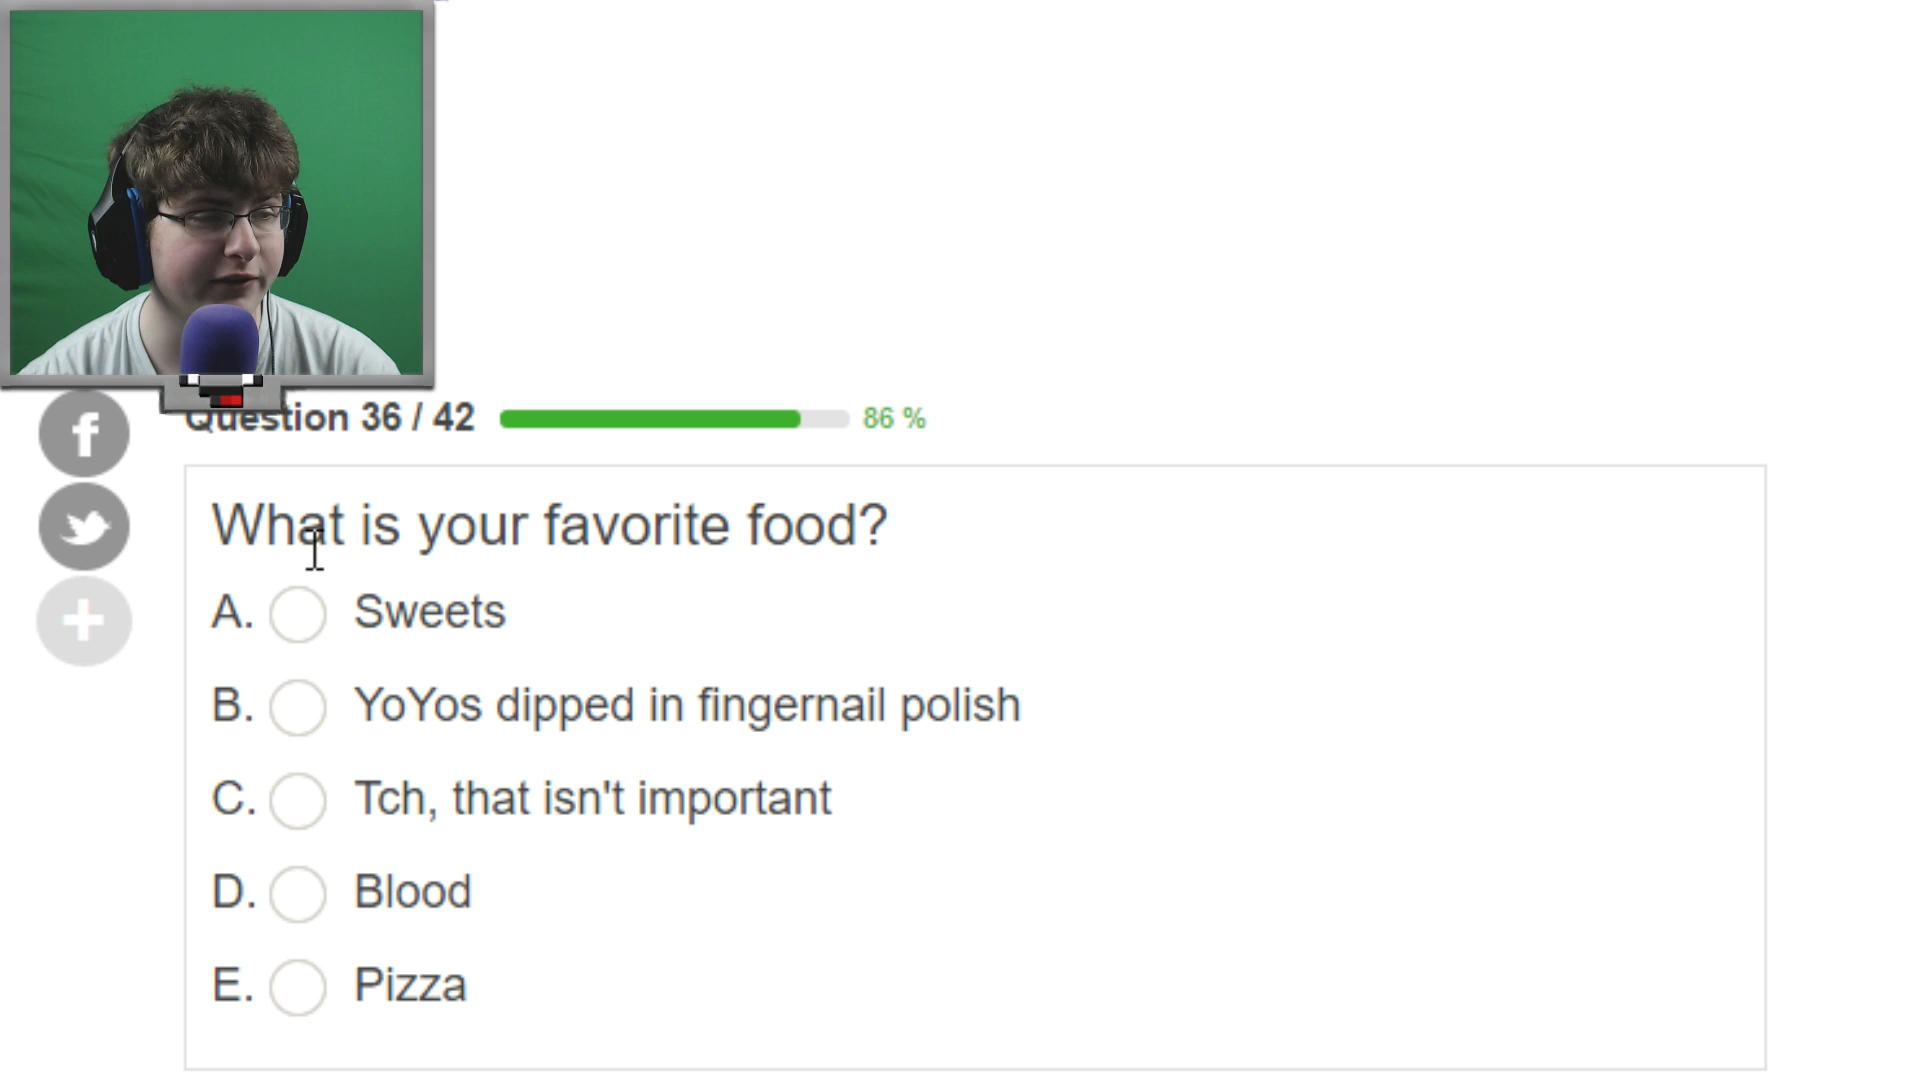 Question 36 / 42 86 %
What is your favorite food?
A. Sweets
B. YoYos dipped in fingernail polish
C. Tch, that isn't important
D. Blood
E. Pizza